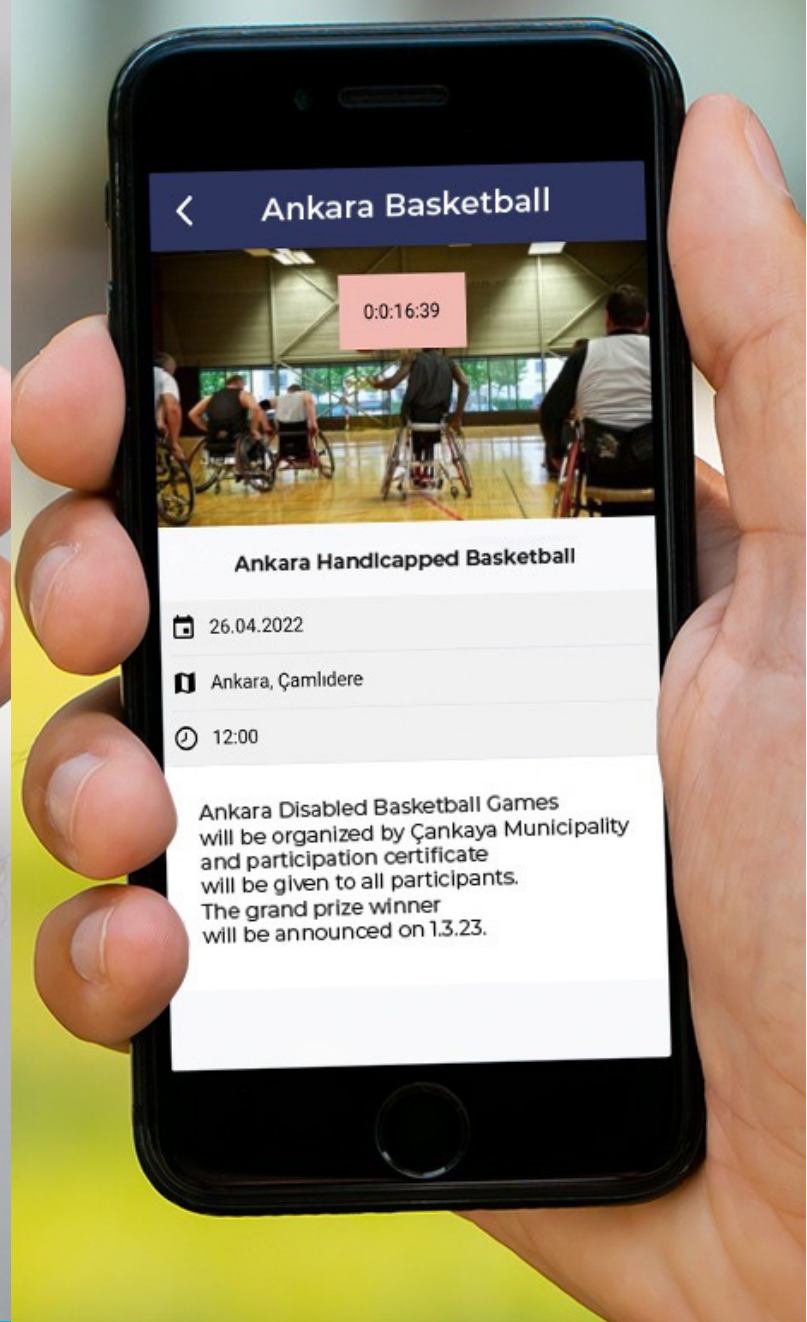 Ankara Basketball
0:0:16:39
Ankara Handicapped Basketball
26.04.2022
Ankara, Çamlıdere
12:00
Ankara Disabled Basketball Games
will be organized by Çankaya Municipality
and participation certificate
will be given to all participants.
The grand prize winner
will be announced on 1.3.23.